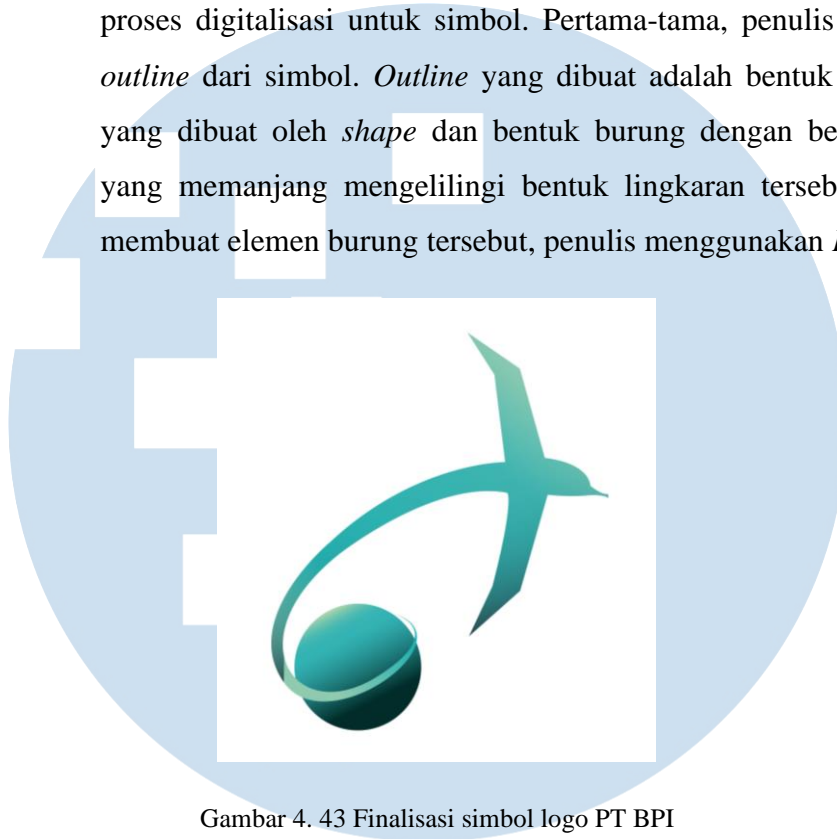 proses digitalisasi untuk simbol. Pertama-tama, penulis
outline dari simbol. Outline yang dibuat adalah bentuk
yang dibuat oleh shape dan bentuk burung dengan
yang memanjang mengelilingi bentuk lingkaran
membuat elemen burung tersebut, penulis menggunakan
Gambar 4. 43 Finalisasi simbol logo PT BPI